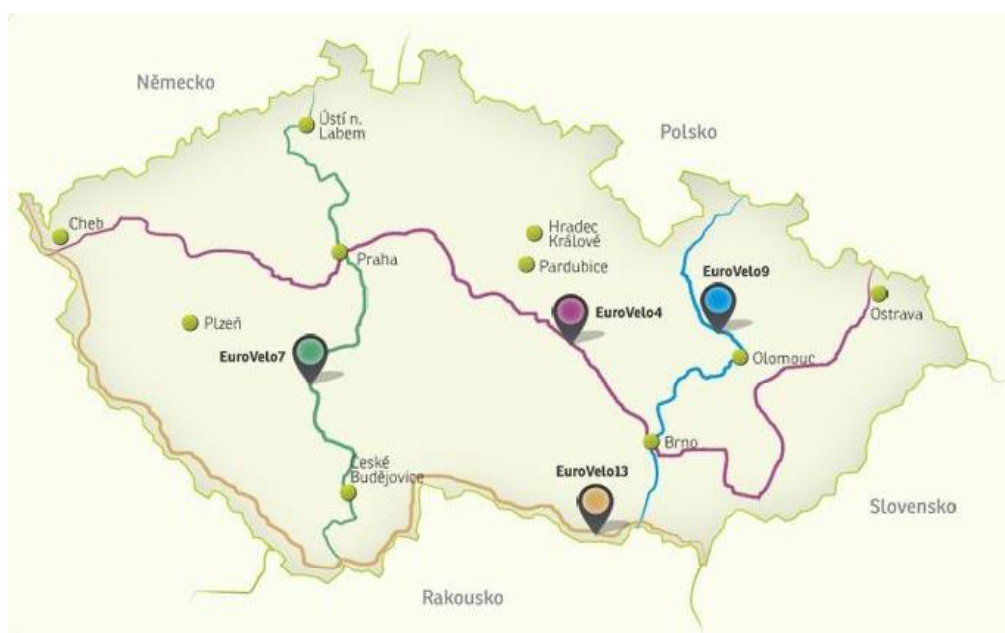 Německo
Ústí n.
Labem
Polsko
Cheb
Hradec
Králové
Praha
Pardubice
EuroVelo9
Plzeň
EuroVelo4
Ostrava
EuroVelo7
Olomouc
Brno
České
Budějovice
EuroVelo13
Slovensko
Rakousko